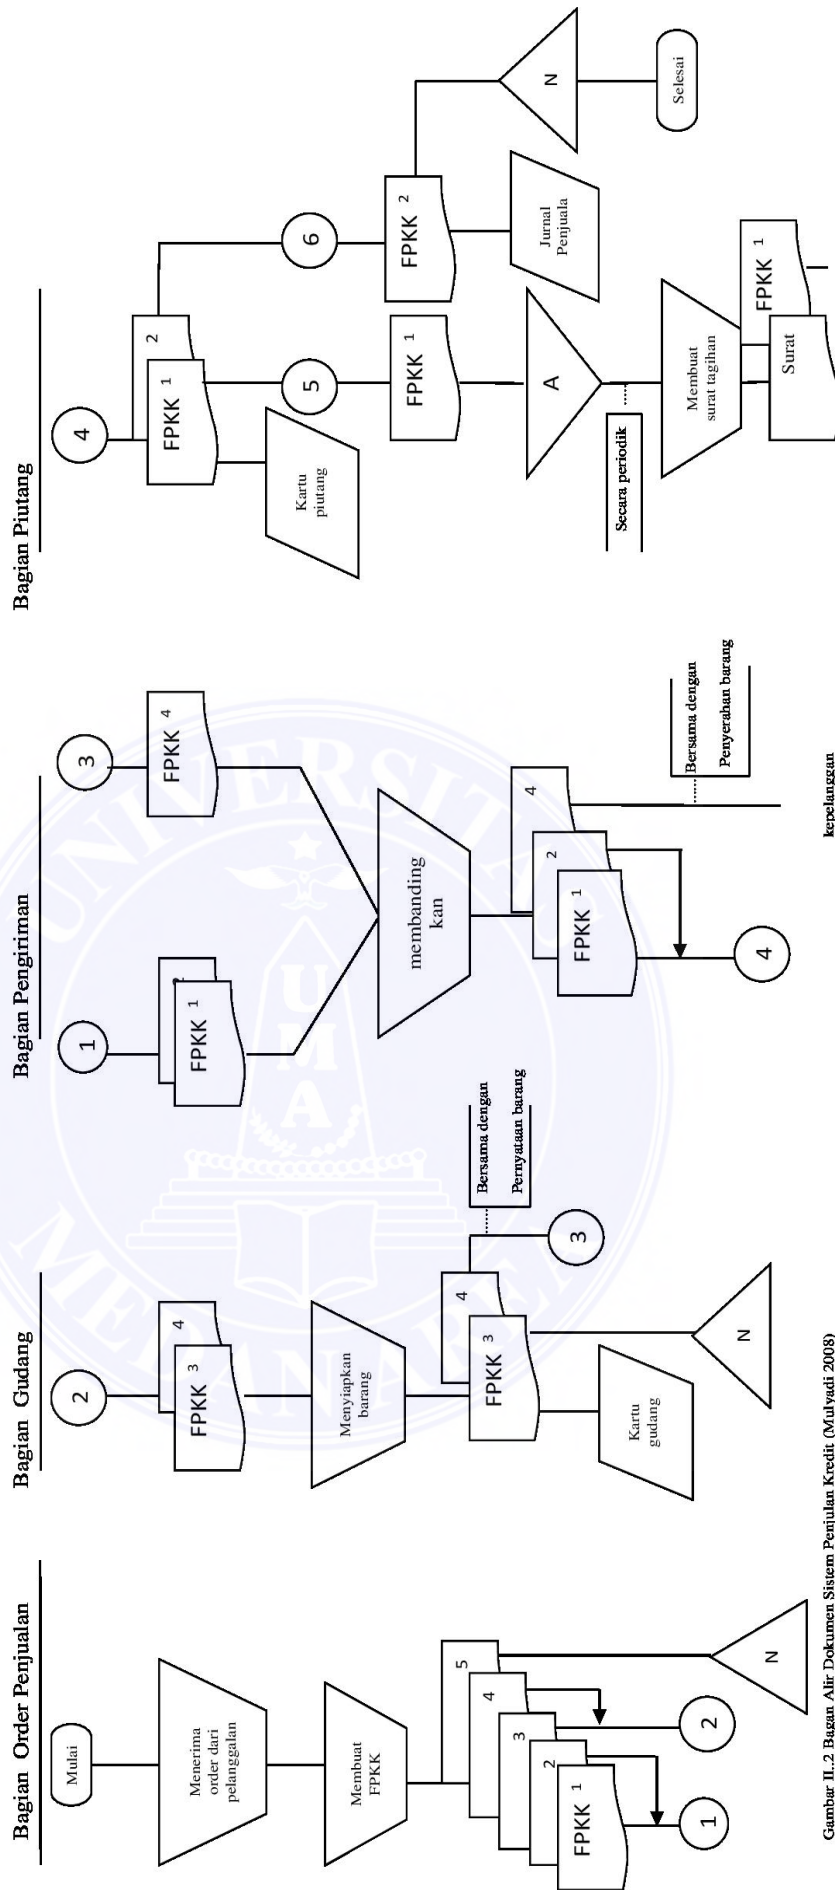 Bagian Order Penjualan
Mulai
Menerima
order dari
pelanggalan
Membuat
FPKK
5
4
3
2
FPKK 1
1
2
N
Bagian Gudang
2
4
FPKK 3
Menyiapkan
barang
4
FPKK 3
Bersama dengan
Pernyataan barang
3
Kartu
gudang
N
Bagian Pengiriman
1
3
FPKK 1
FPKK 4
membanding
kan
4
2
FPKK 1
4
Bersama dengan
Penyerahan barang
kepelanggan
Bagian Piutang
4
2
FPKK 1
Kartu
piutang
5
6
FPKK 1
FPKK 2
A
Jurnal
Penjuala
N
Selesai
Secara periodik
Membuat
surat tagihan
FPKK 1
Surat
Gambar II..2 Bagan Alir Dokumen Sistem Penjulan Kredit (Mulyadi 2008)
UNIVERSITAS
MEDAN AREA
UMA